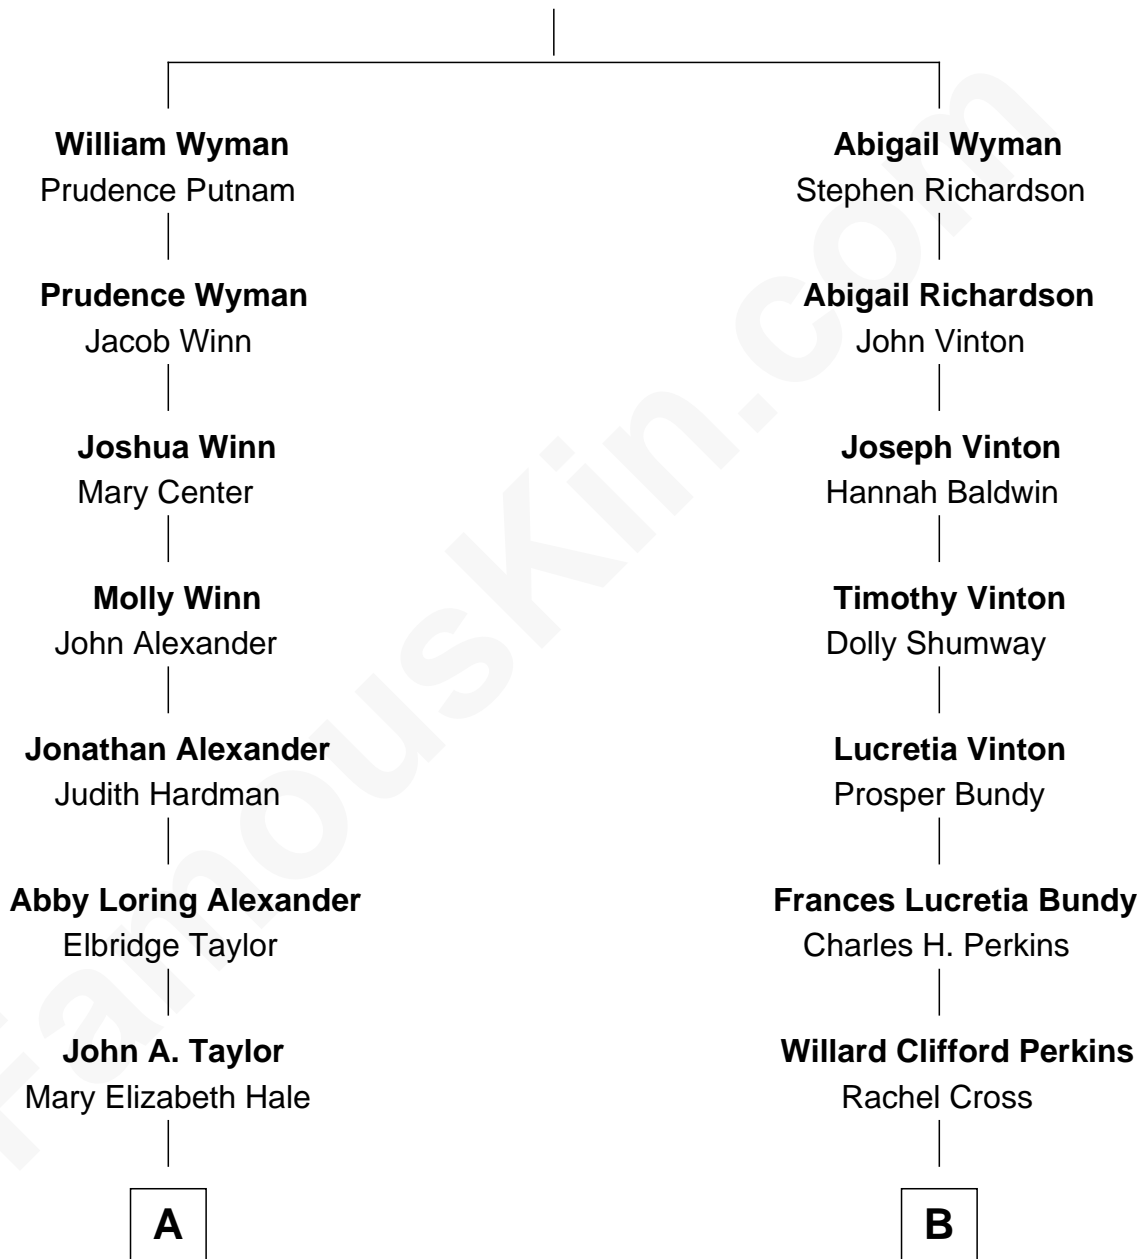 William Wyman
Prudence Putnam
Abigail Wyman
Stephen Richardson
Prudence Wyman
Jacob Winn
Abigail Richardson
John Vinton
Joshua Winn
Mary Center
Joseph Vinton
Hannah Baldwin
Molly Winn
John Alexander
Timothy Vinton
Dolly Shumway
Jonathan Alexander
Judith Hardman
Lucretia Vinton
Prosper Bundy
Abby Loring Alexander
Elbridge Taylor
Frances Lucretia Bundy
Charles H. Perkins
John A. Taylor
Mary Elizabeth Hale
Willard Clifford Perkins
Rachel Cross
A
B
FamousKin.com